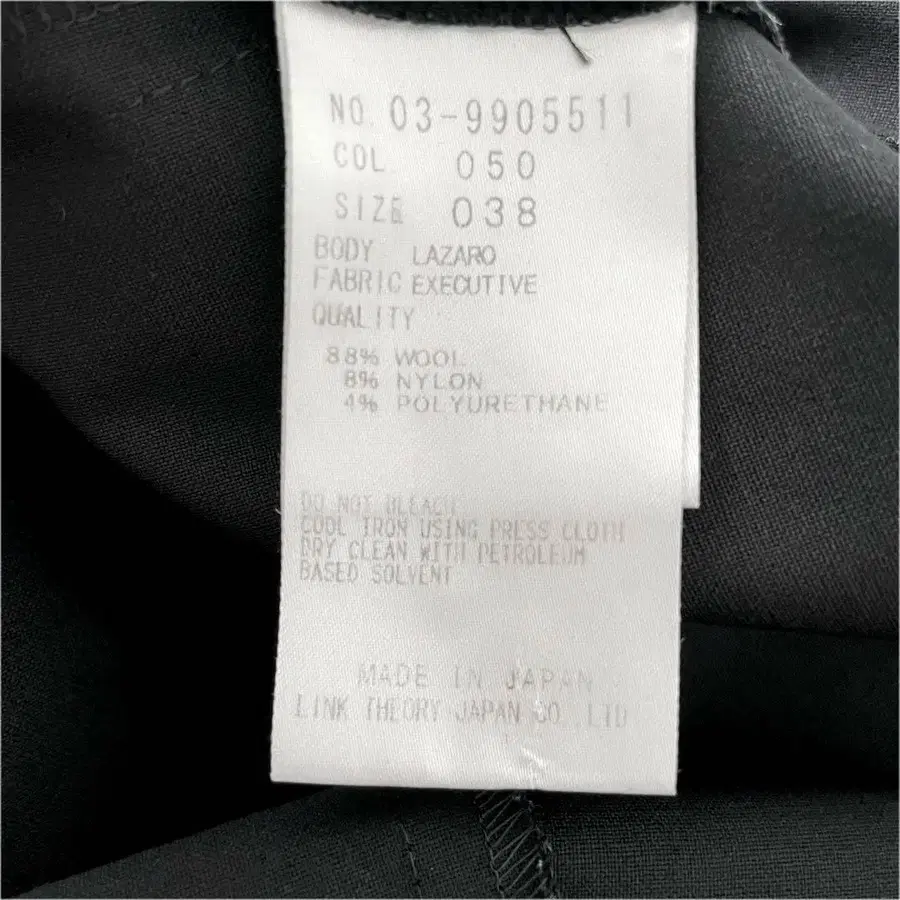 NO. 03-9905511
COL 050
SIZE 038
BODY LAZARO
FABRIC EXECUTIVE
QUALITY
88% WOOL
8% NYLON
4% POLYURETHANE
DO NOT BLEACH
COOL IRON USING PRESS CLOTH
DRY CLEAN WITH PETROLEUM
BASED SOLVENT
MADE IN JAPAN
LINK THEORY JAPAN CO.,LTD